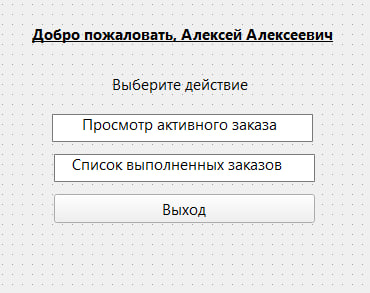 Добро пожаловать, Алексей Алексеевич
Выберите действие
Просмотр активного заказа
Список выполненных заказов
Выход